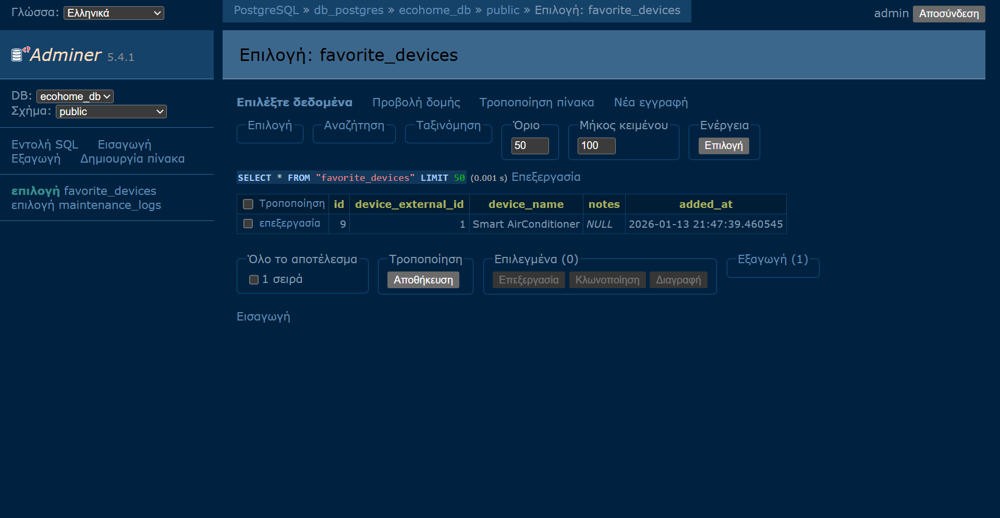 Γλώσσα: Ελληνικά
PostgreSQL » db_postgres » ecohome_db » public » Επιλογή: favorite_devices
admin Αποσύνδεση
Adminer 5.4.1
Επιλογή: favorite_devices
DB: ecohome_db
Σχήμα: public
Εντολή SQL Εισαγωγή
Εξαγωγή Δημιουργία πίνακα
επιλογή favorite_devices
επιλογή maintenance_logs
Επιλέξτε δεδομένα Προβολή δομής Τροποποίηση πίνακα Νέα εγγραφή
Επιλογή Αναζήτηση Ταξινόμηση Όριο Μήκος κειμένου Ενέργεια
50 100 Επιλογή
SELECT * FROM "favorite_devices" LIMIT 50 (0.001 s) Επεξεργασία
Τροποποίηση id device_external_id device_name notes added_at
επεξεργασία 9 1 Smart AirConditioner NULL 2026-01-13 21:47:39.460545
Όλο το αποτέλεσμα Τροποποίηση Επιλεγμένα (0) Εξαγωγή (1)
1 σειρά Αποθήκευση Επεξεργασία Κλωνοποίηση Διαγραφή
Εισαγωγή